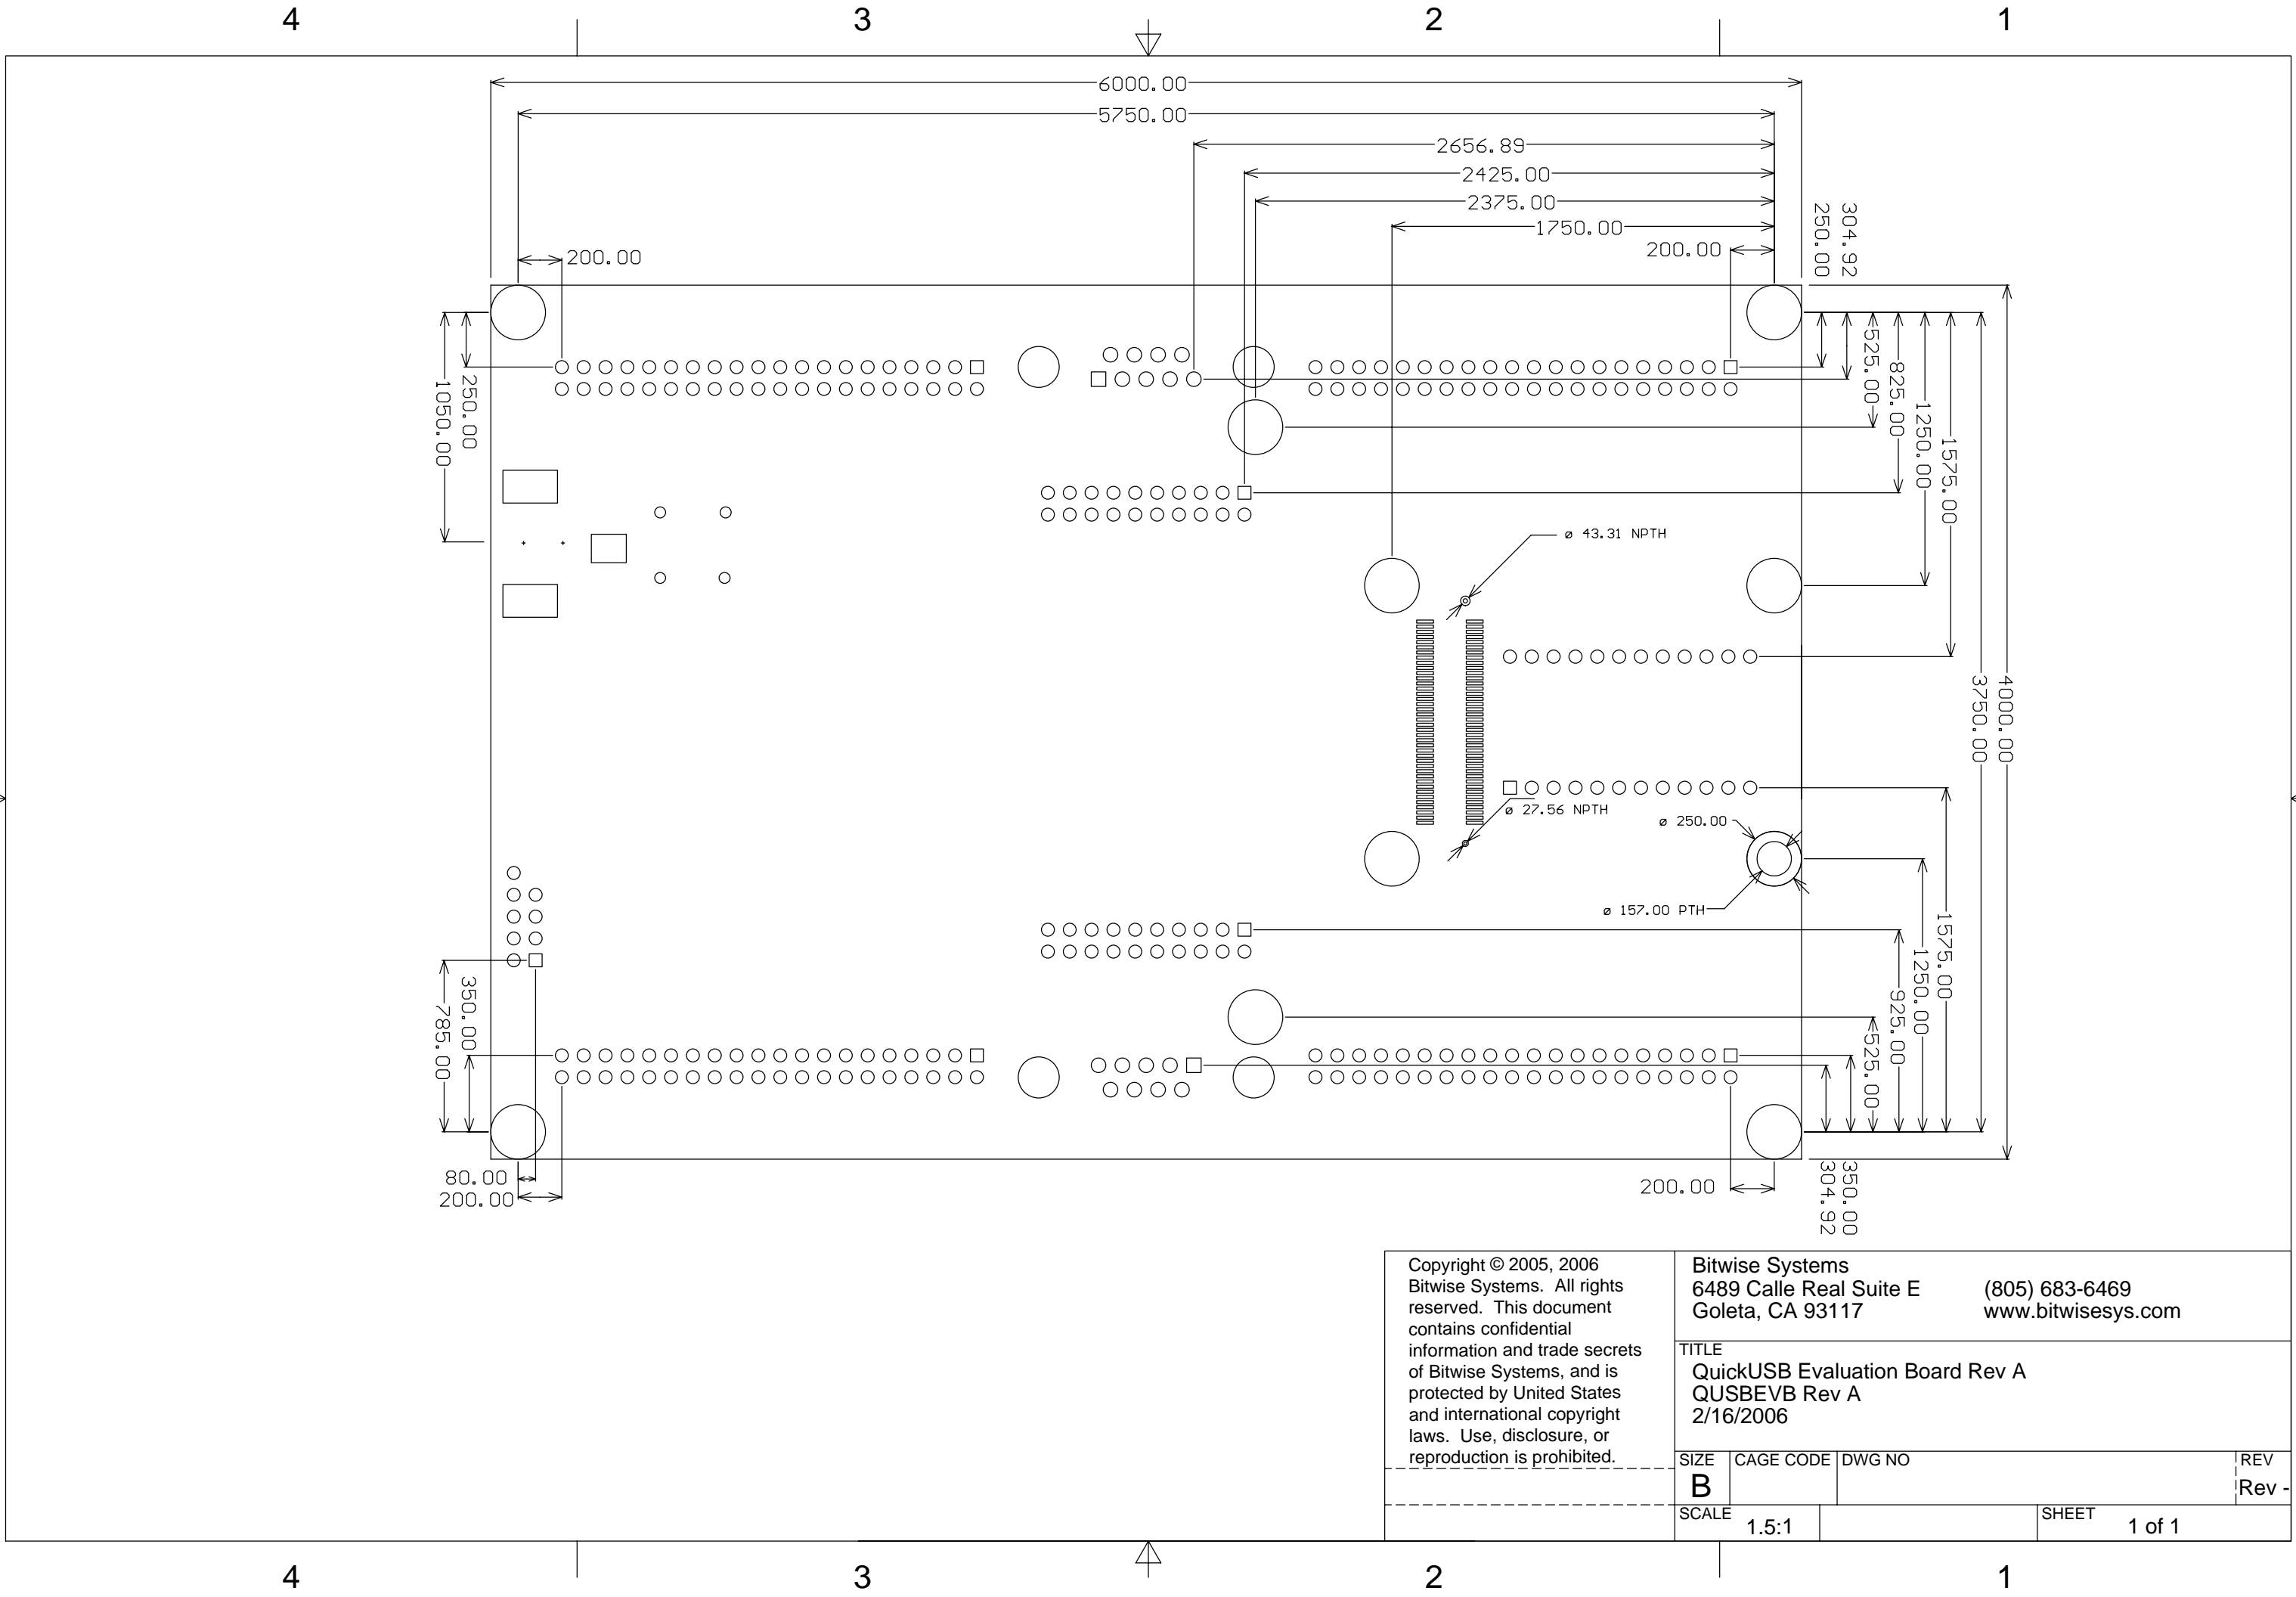 4 3 2 1
6000.00
5750.00
2656.89
2425.00
2375.00
1750.00
200.00
200.00
304.92
250.00
250.00
1050.00
525.00
825.00
1250.00
1575.00
4000.00
3750.00
ø 43.31 NPTH
ø 27.56 NPTH
ø 250.00
ø 157.00 PTH
1575.00
1250.00
925.00
525.00
350.00
785.00
80.00
200.00
200.00
350.00
304.92
Copyright © 2005, 2006
Bitwise Systems. All rights
reserved. This document
contains confidential
information and trade secrets
of Bitwise Systems, and is
protected by United States
and international copyright
laws. Use, disclosure, or
reproduction is prohibited.
Bitwise Systems
6489 Calle Real Suite E (805) 683-6469
Goleta, CA 93117 www.bitwisesys.com
TITLE
QuickUSB Evaluation Board Rev A
QUSBEVB Rev A
2/16/2006
SIZE CAGE CODE DWG NO REV
B Rev -
SCALE 1.5:1 SHEET 1 of 1
4 3 2 1